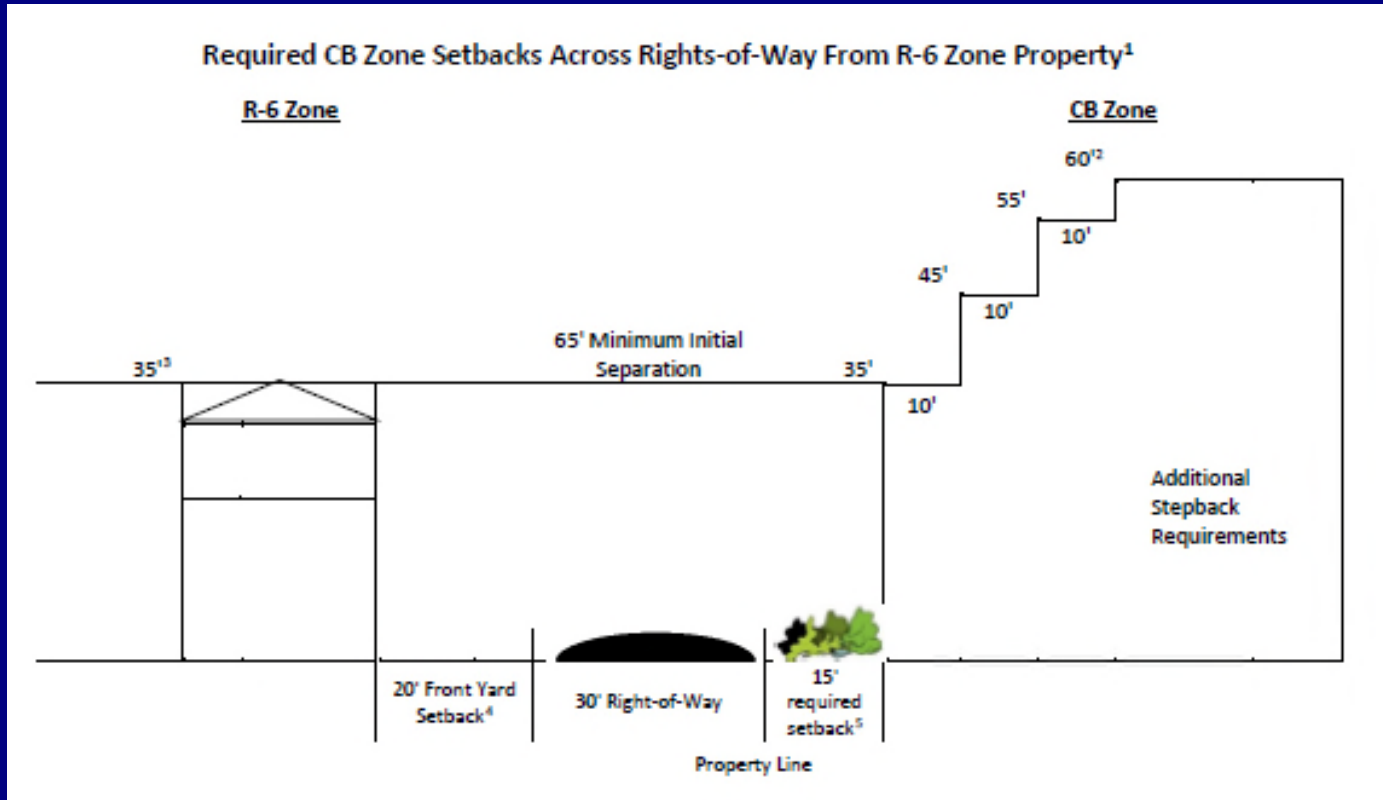 Required CB Zone Setbacks Across Rights-of-Way From R-6 Zone Property¹
R-6 Zone
CB Zone
60'²
55'
10'
45'
10'
65' Minimum Initial
Separation
35'³
35'
10'
Additional
Stepback
Requirements
20' Front Yard
Setback⁴
30' Right-of-Way
15'
required
setback⁵
Property Line